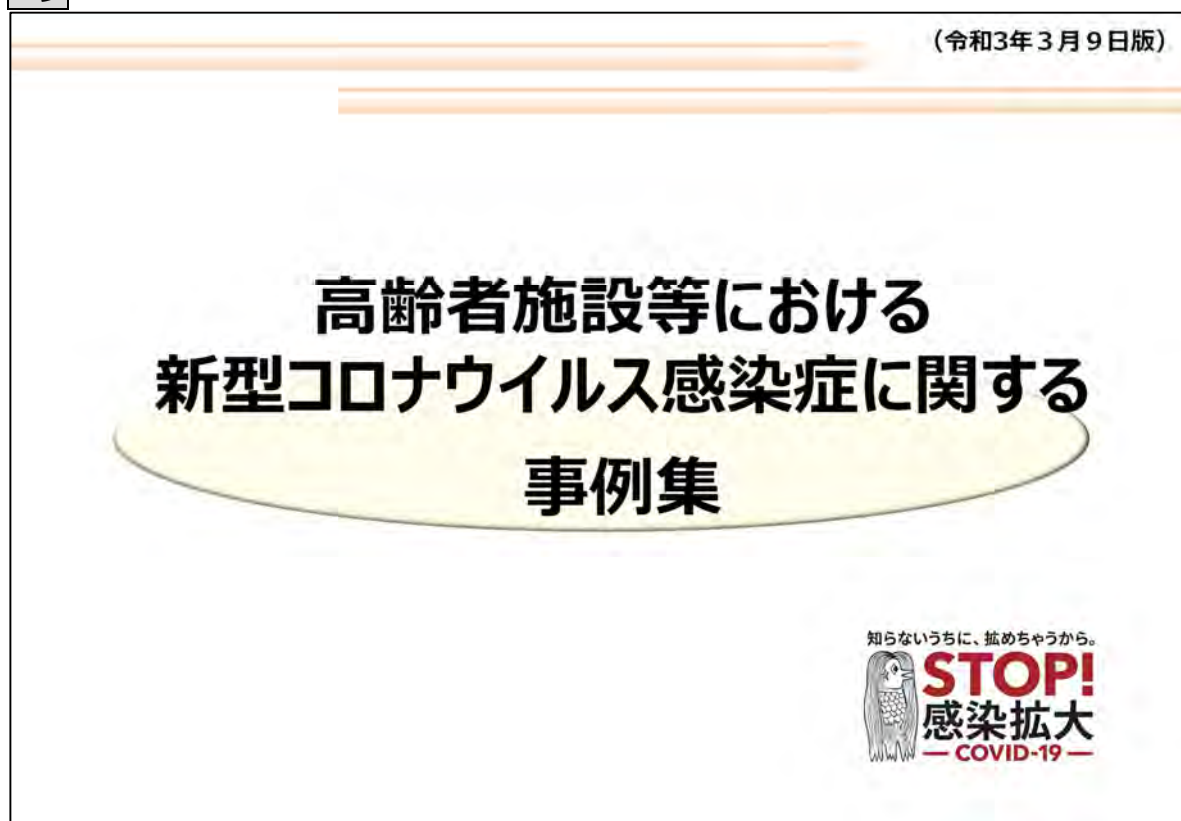 （令和3年３月９日版）
高齢者施設等における
新型コロナウイルス感染症に関する
事例集
知らないうちに、拡めちゃうから。
STOP!
感染拡大
— COVID-19 —